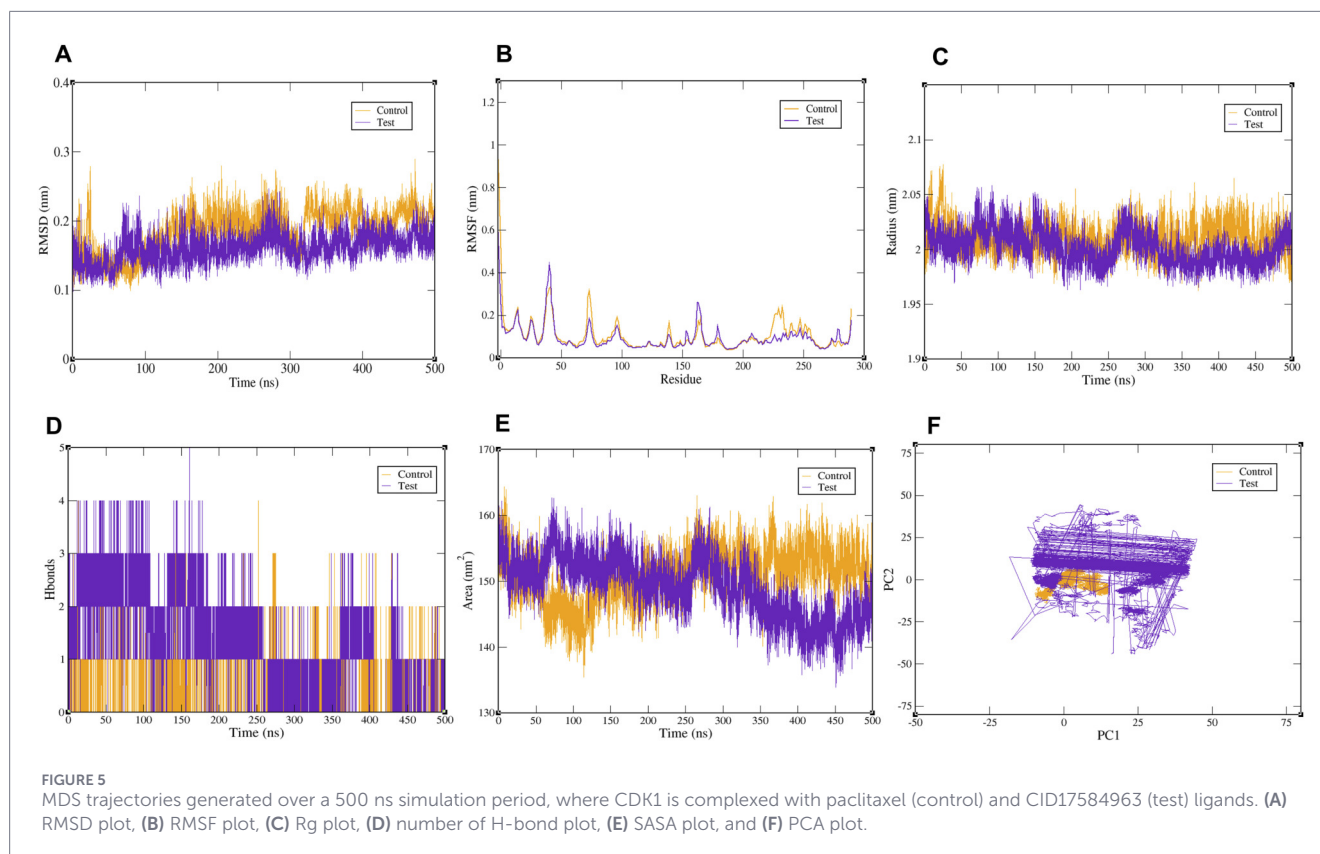 A
0.4
0.3
0.2
0.1
0
RMSD (nm)
0 100 200 300 400 500
Time (ns)
Control
Test
B
1.2
1
0.8
0.6
0.4
0.2
0
RMSF (nm)
0 50 100 150 200 250 300
Residue
Control
Test
C
2.1
2.05
2
1.95
1.9
Radius (nm)
0 50 100 150 200 250 300 350 400 450 500
Time (ns)
Control
Test
D
5
4
3
2
1
0
Hbonds
0 50 100 150 200 250 300 350 400 450 500
Time (ns)
Control
Test
E
170
160
150
140
130
Area (nm²)
0 50 100 150 200 250 300 350 400 450 500
Time (ns)
Control
Test
F
75
50
25
0
-25
-50
-75
PC2
-50 -25 0 25 50 75
PC1
Control
Test
FIGURE 5
MDS trajectories generated over a 500 ns simulation period, where CDK1 is complexed with paclitaxel (control) and CID17584963 (test) ligands. (A)
RMSD plot, (B) RMSF plot, (C) Rg plot, (D) number of H-bond plot, (E) SASA plot, and (F) PCA plot.